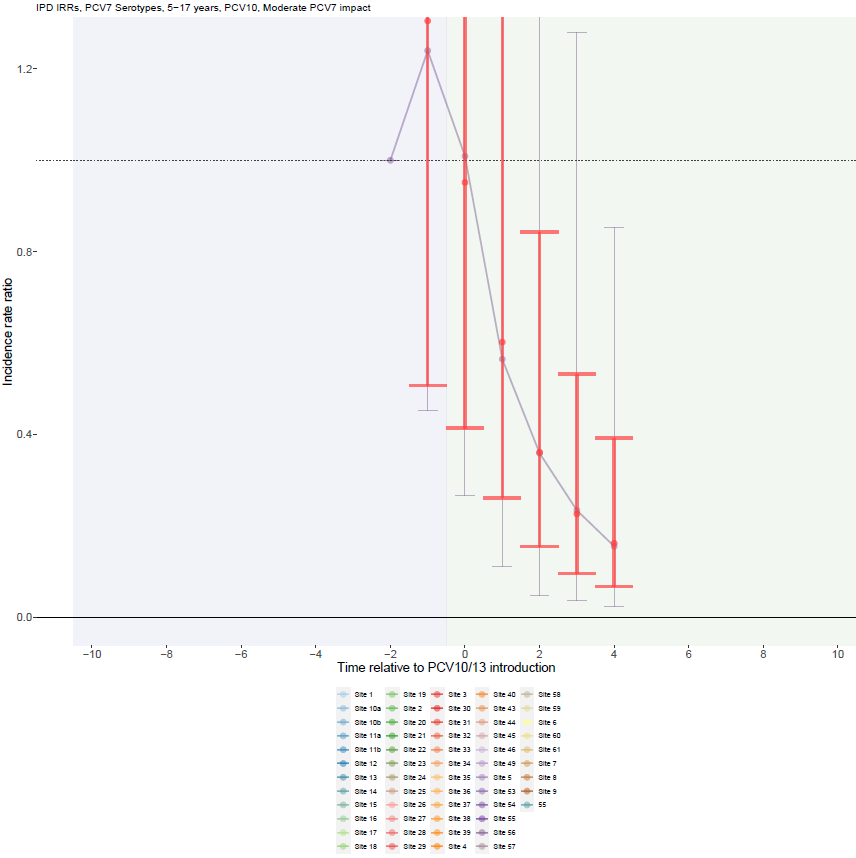 IPD IRRs, PCV7 Serotypes, 5−17 years, PCV10, Moderate PCV7 impact
1.2
0.8
0.4
0.0
Incidence rate ratio
−10 −8 −6 −4 −2 0 2 4 6 8 10
Time relative to PCV10/13 introduction
Site 1 Site 19 Site 3 Site 40 Site 58
Site 10a Site 2 Site 30 Site 43 Site 59
Site 10b Site 20 Site 31 Site 44 Site 6
Site 11a Site 21 Site 32 Site 45 Site 60
Site 11b Site 22 Site 33 Site 46 Site 61
Site 12 Site 23 Site 34 Site 49 Site 7
Site 13 Site 24 Site 35 Site 5 Site 8
Site 14 Site 25 Site 36 Site 53 Site 9
Site 15 Site 26 Site 37 Site 54 55
Site 16 Site 27 Site 38 Site 55
Site 17 Site 28 Site 39 Site 56
Site 18 Site 29 Site 4 Site 57